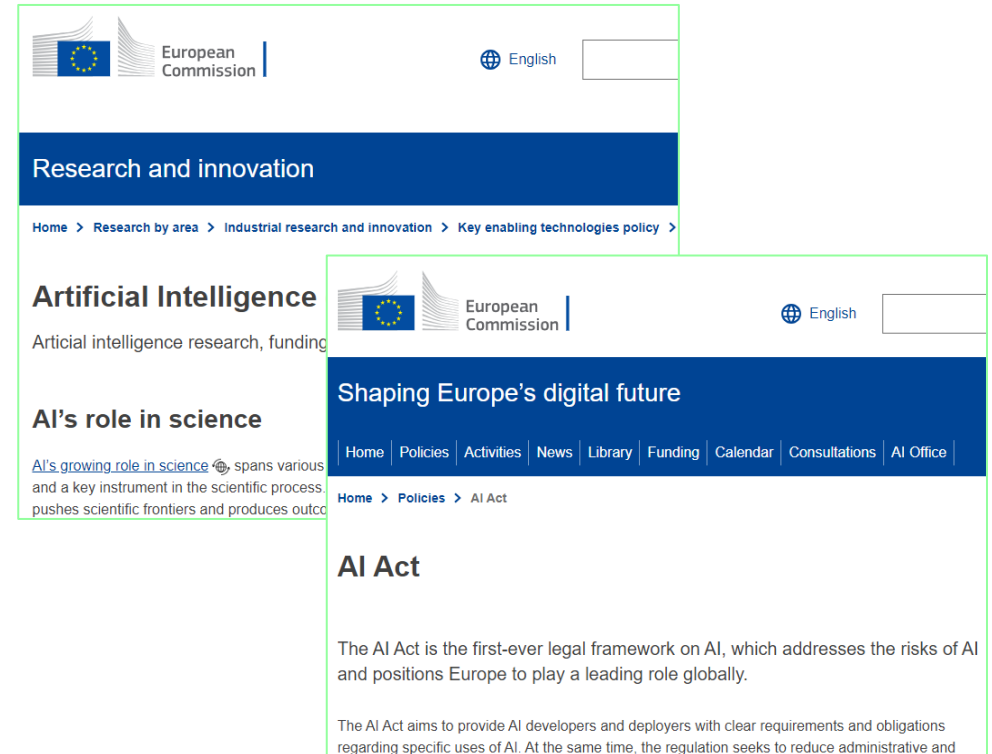 European
Commission
English
Research and innovation
Home > Research by area > Industrial research and innovation > Key enabling technologies policy >
Artificial Intelligence
Articial intelligence research, funding
AI's role in science
AI's growing role in science spans various
and a key instrument in the scientific process.
pushes scientific frontiers and produces outco
European
Commission
English
Shaping Europe's digital future
Home Policies Activities News Library Funding Calendar Consultations AI Office
Home > Policies > AI Act
AI Act
The AI Act is the first-ever legal framework on AI, which addresses the risks of AI
and positions Europe to play a leading role globally.
The AI Act aims to provide AI developers and deployers with clear requirements and obligations
regarding specific uses of AI. At the same time, the regulation seeks to reduce administrative and